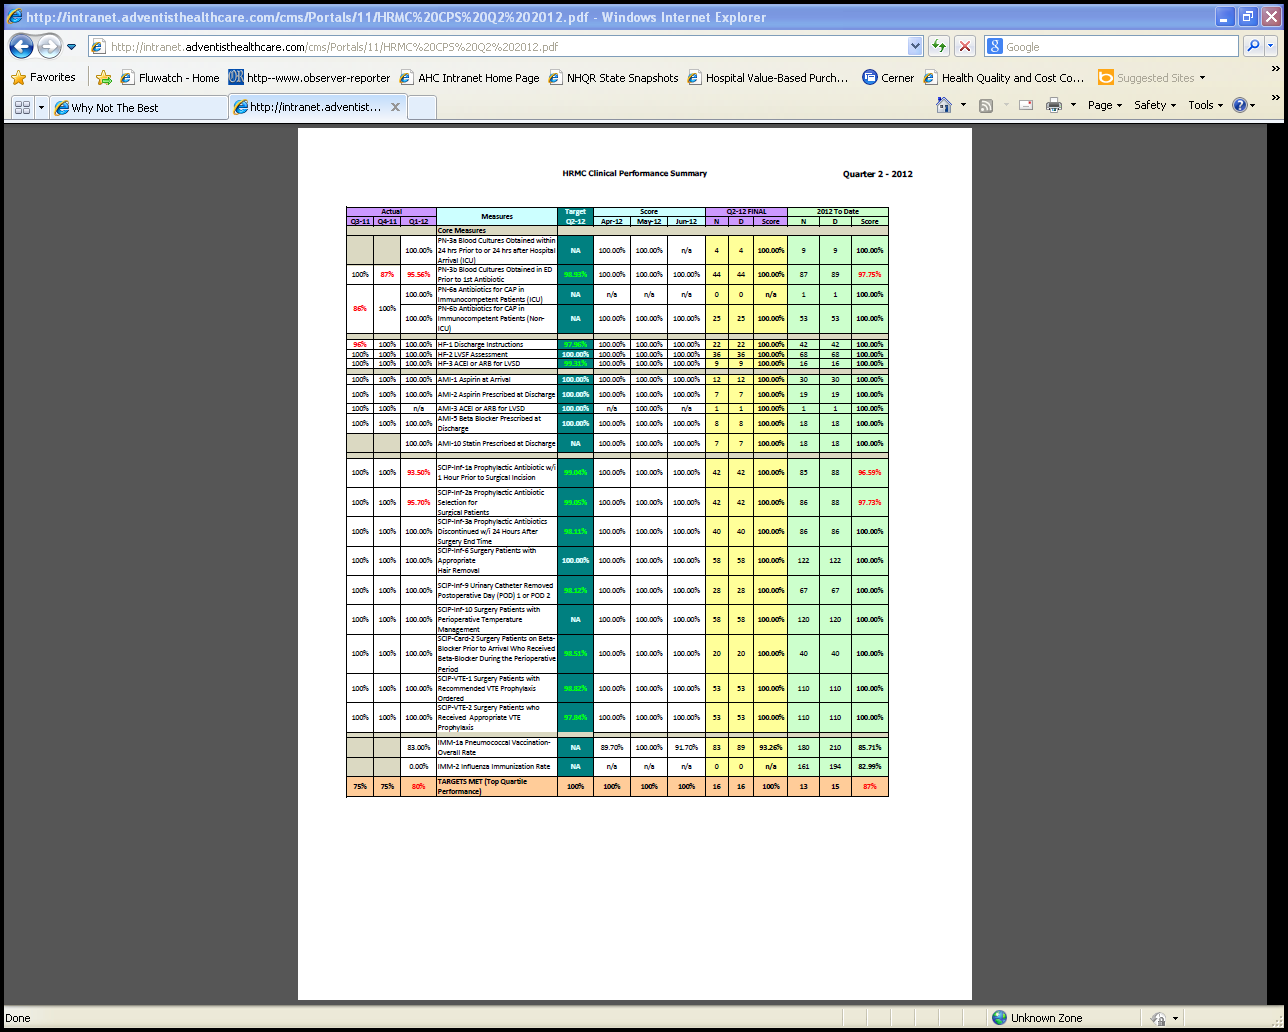 http://intranet.adventisthealthcare.com/cms/Portals/11/HRMC%20CPS%20Q2%202012.pdf - Windows Internet Explorer
http://intranet.adventisthealthcare.com/cms/Portals/11/HRMC%20CPS%20Q2%202012.pdf
Google
Favorites Fluwatch - Home http--www.observer-reporter AHC Intranet Home Page NHQR State Snapshots Hospital Value-Based Purch... Cerner Health Quality and Cost Co... Suggested Sites
Why Not The Best http://intranet.adventist... Page Safety Tools
HRMC Clinical Performance Summary Quarter 2 - 2012
Actual Measures Target Score Q2-12 FINAL 2012 To Date
Q3-11 Q4-11 Q1-12 Q2-12 Apr-12 May-12 Jun-12 N D Score N D Score
Core Measures
PN-3a Blood Cultures Obtained within
100.00% 24 hrs Prior to or 24 hrs after Hospital NA 100.00% 100.00% n/a 4 4 100.00% 9 9 100.00%
Arrival (ICU)
100% 87% 95.56% PN-3b Blood Cultures Obtained in ED 98.93% 100.00% 100.00% 100.00% 44 44 100.00% 87 89 97.75%
Prior to 1st Antibiotic
100.00% PN-6a Antibiotics for CAP in NA n/a n/a n/a 0 0 n/a 1 1 100.00%
Immunocompetent Patients (ICU)
86% 100%
PN-6b Antibiotics for CAP in
100.00% Immunocompetent Patients (Non- NA 100.00% 100.00% 100.00% 25 25 100.00% 53 53 100.00%
ICU)
96% 100% 100.00% HF-1 Discharge Instructions 97.96% 100.00% 100.00% 100.00% 22 22 100.00% 42 42 100.00%
100% 100% 100.00% HF-2 LVSF Assessment 100.00% 100.00% 100.00% 100.00% 36 36 100.00% 68 68 100.00%
100% 100% 100.00% HF-3 ACEI or ARB for LVSD 99.31% 100.00% 100.00% 100.00% 9 9 100.00% 16 16 100.00%
100% 100% 100.00% AMI-1 Aspirin at Arrival 100.00% 100.00% 100.00% 100.00% 12 12 100.00% 30 30 100.00%
100% 100% 100.00% AMI-2 Aspirin Prescribed at Discharge 100.00% 100.00% 100.00% 100.00% 7 7 100.00% 19 19 100.00%
100% 100% n/a AMI-3 ACEI or ARB for LVSD 100.00% n/a 100.00% n/a 1 1 100.00% 1 1 100.00%
100% 100% 100.00% AMI-5 Beta Blocker Prescribed at 100.00% 100.00% 100.00% 100.00% 8 8 100.00% 18 18 100.00%
Discharge
100.00% AMI-10 Statin Prescribed at Discharge NA 100.00% 100.00% 100.00% 7 7 100.00% 18 18 100.00%
100% 100% 93.50% SCIP-Inf-1a Prophylactic Antibiotic w/i 99.04% 100.00% 100.00% 100.00% 42 42 100.00% 85 88 96.59%
1 Hour Prior to Surgical Incision
SCIP-Inf-2a Prophylactic Antibiotic
100% 100% 95.70% Selection for 99.05% 100.00% 100.00% 100.00% 42 42 100.00% 86 88 97.73%
Surgical Patients
SCIP-Inf-3a Prophylactic Antibiotics
100% 100% 100.00% Discontinued w/i 24 Hours After 98.11% 100.00% 100.00% 100.00% 40 40 100.00% 86 86 100.00%
Surgery End Time
SCIP-Inf-6 Surgery Patients with
100% 100% 100.00% Appropriate 100.00% 100.00% 100.00% 100.00% 58 58 100.00% 122 122 100.00%
Hair Removal
100% 100% 100.00% SCIP-Inf-9 Urinary Catheter Removed 98.12% 100.00% 100.00% 100.00% 28 28 100.00% 67 67 100.00%
Postoperative Day (POD) 1 or POD 2
SCIP-Inf-10 Surgery Patients with
100% 100% 100.00% Perioperative Temperature NA 100.00% 100.00% 100.00% 58 58 100.00% 120 120 100.00%
Management
SCIP-Card-2 Surgery Patients on Beta-
100% 100% 100.00% Blocker Prior to Arrival Who Received 98.51% 100.00% 100.00% 100.00% 20 20 100.00% 40 40 100.00%
Beta-Blocker During the Perioperative
Period
SCIP-VTE-1 Surgery Patients with
100% 100% 100.00% Recommended VTE Prophylaxis 98.82% 100.00% 100.00% 100.00% 53 53 100.00% 110 110 100.00%
Ordered
SCIP-VTE-2 Surgery Patients who
100% 100% 100.00% Received Appropriate VTE 97.84% 100.00% 100.00% 100.00% 53 53 100.00% 110 110 100.00%
Prophylaxis
83.00% IMM-1a Pneumococcal Vaccination- NA 89.70% 100.00% 91.70% 83 89 93.26% 180 210 85.71%
Overall Rate
0.00% IMM-2 Influenza Immunization Rate NA n/a n/a n/a 0 0 n/a 161 194 82.99%
75% 75% 80% TARGETS MET (Top Quartile 100% 100% 100% 100% 16 16 100% 13 15 87%
Performance)
Done Unknown Zone